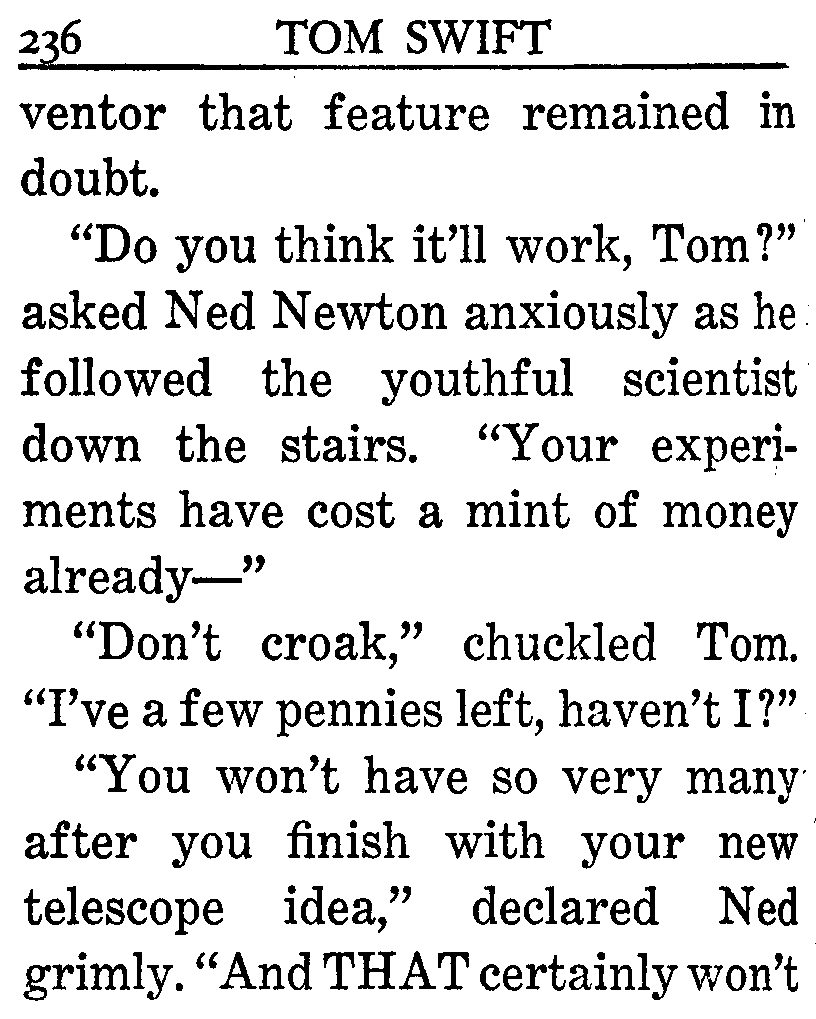 236 TOM SWIFT
ventor that feature remained in
doubt.
“Do you think it’ll work, Tom?”
asked Ned Newton anxiously as he
followed the youthful scientist
down the stairs. “Your experi-
ments have cost a mint of money
already—”
“Don’t croak,” chuckled Tom.
“I’ve a few pennies left, haven’t I?”
“You won’t have so very many
after you finish with your new
telescope idea,” declared Ned
grimly. “And THAT certainly won’t